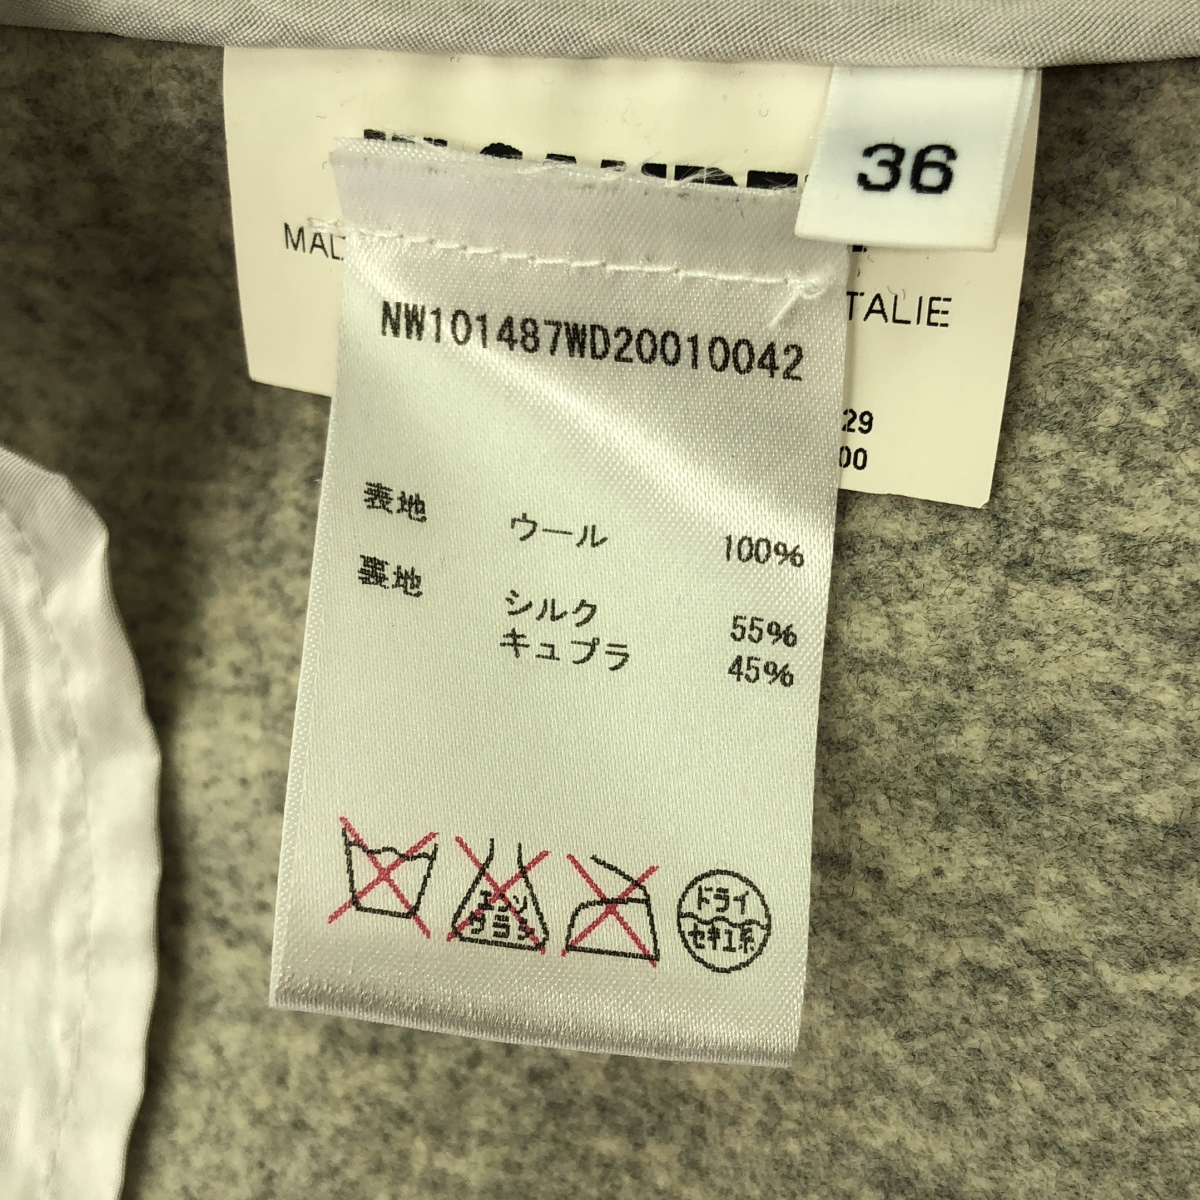 36
TALIE
NW101487WD20010042
29
00
表地 ウール 100%
裏地 シルク 55%
キュプラ 45%
エンソ
サラシ
ドライ
セキユ系